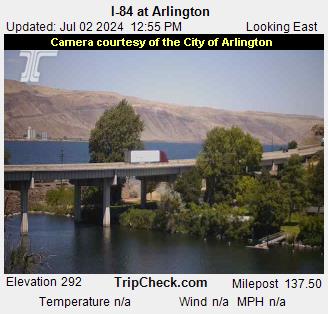 I-84 at Arlington
Updated: Jul 02 2024 12:55 PM Looking East
Camera courtesy of the City of Arlington
Elevation 292 TripCheck.com Milepost 137.50
Temperature n/a Wind n/a MPH n/a